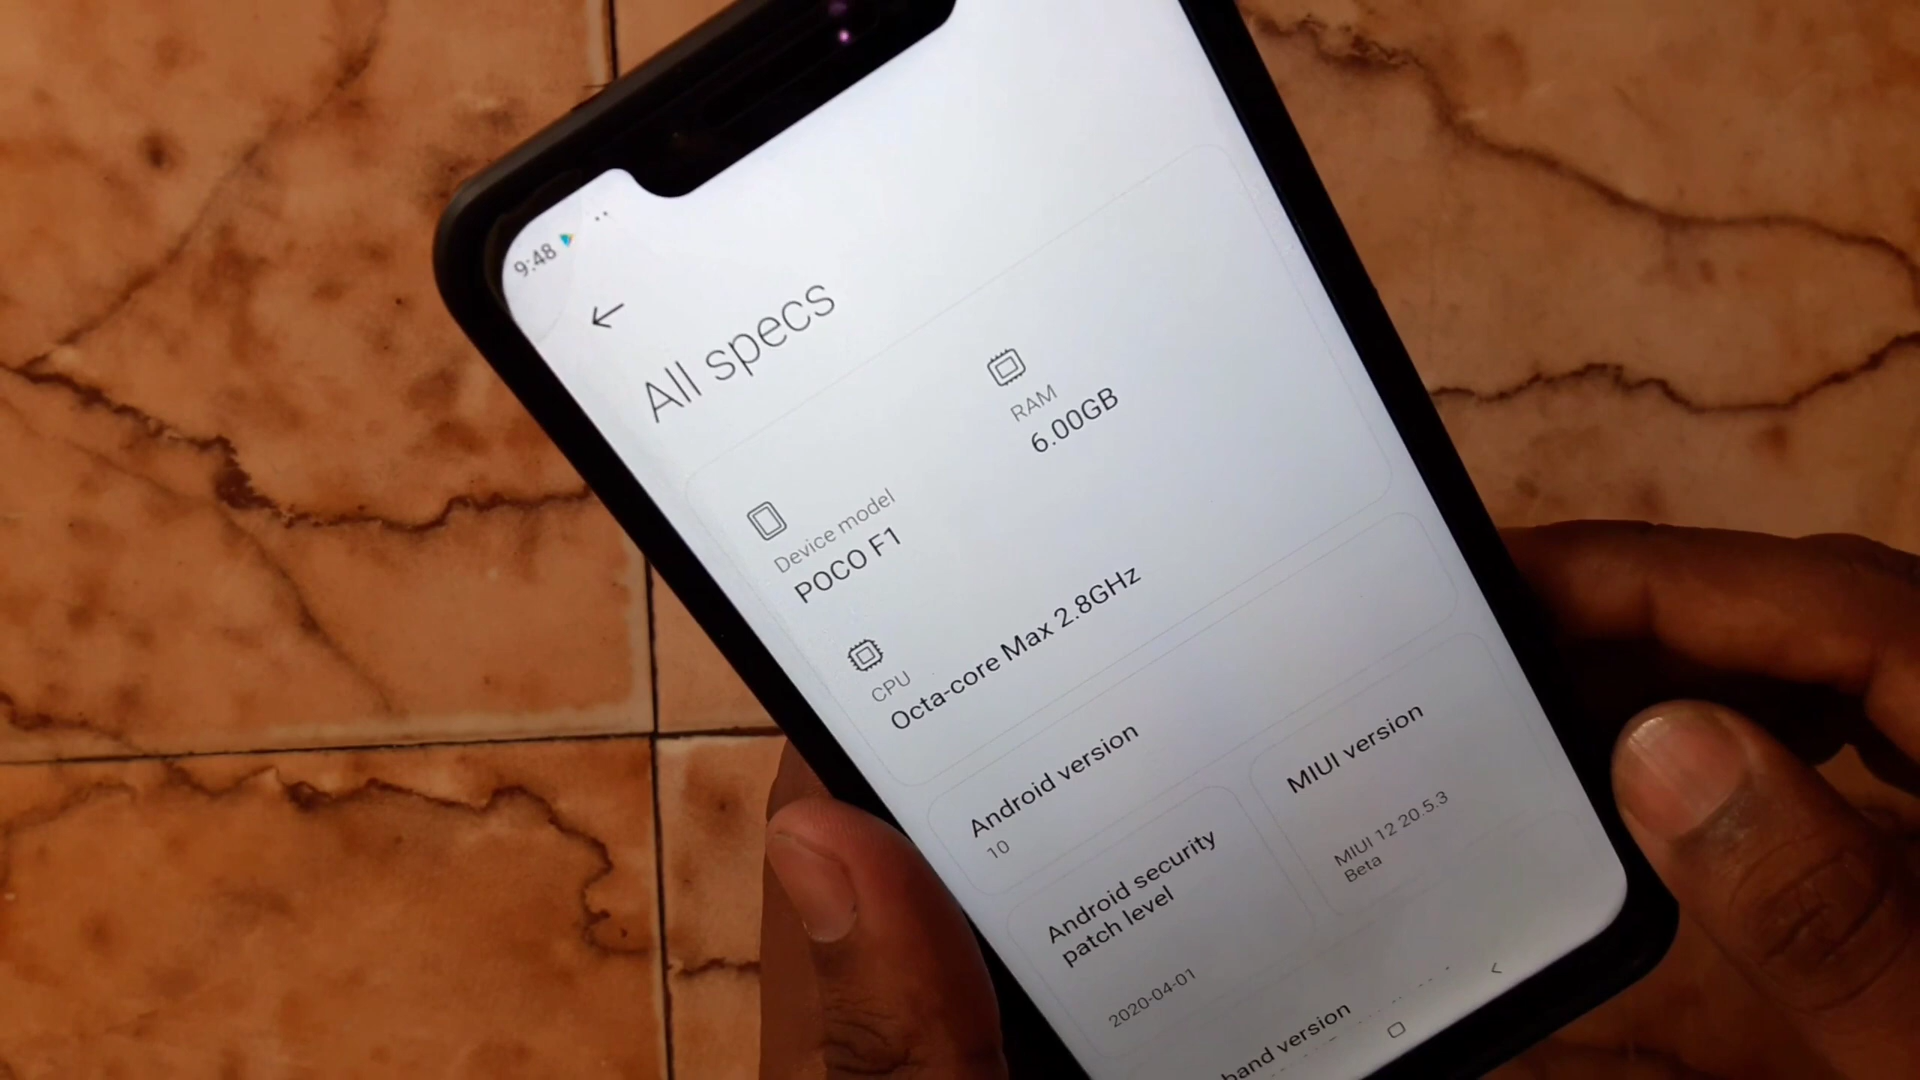 9:48
All specs
Device model
POCO F1
RAM
6.00GB
CPU
Octa-core Max 2.8GHz
Android version
10
Android security
patch level
2020-04-01
MIUI version
MIUI 12 20.5.3
Beta
band version